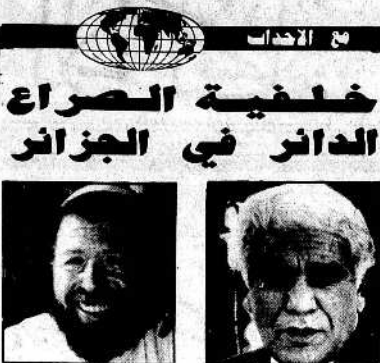 مع الاحداث
خلفية الصراع
الدائر في الجزائر